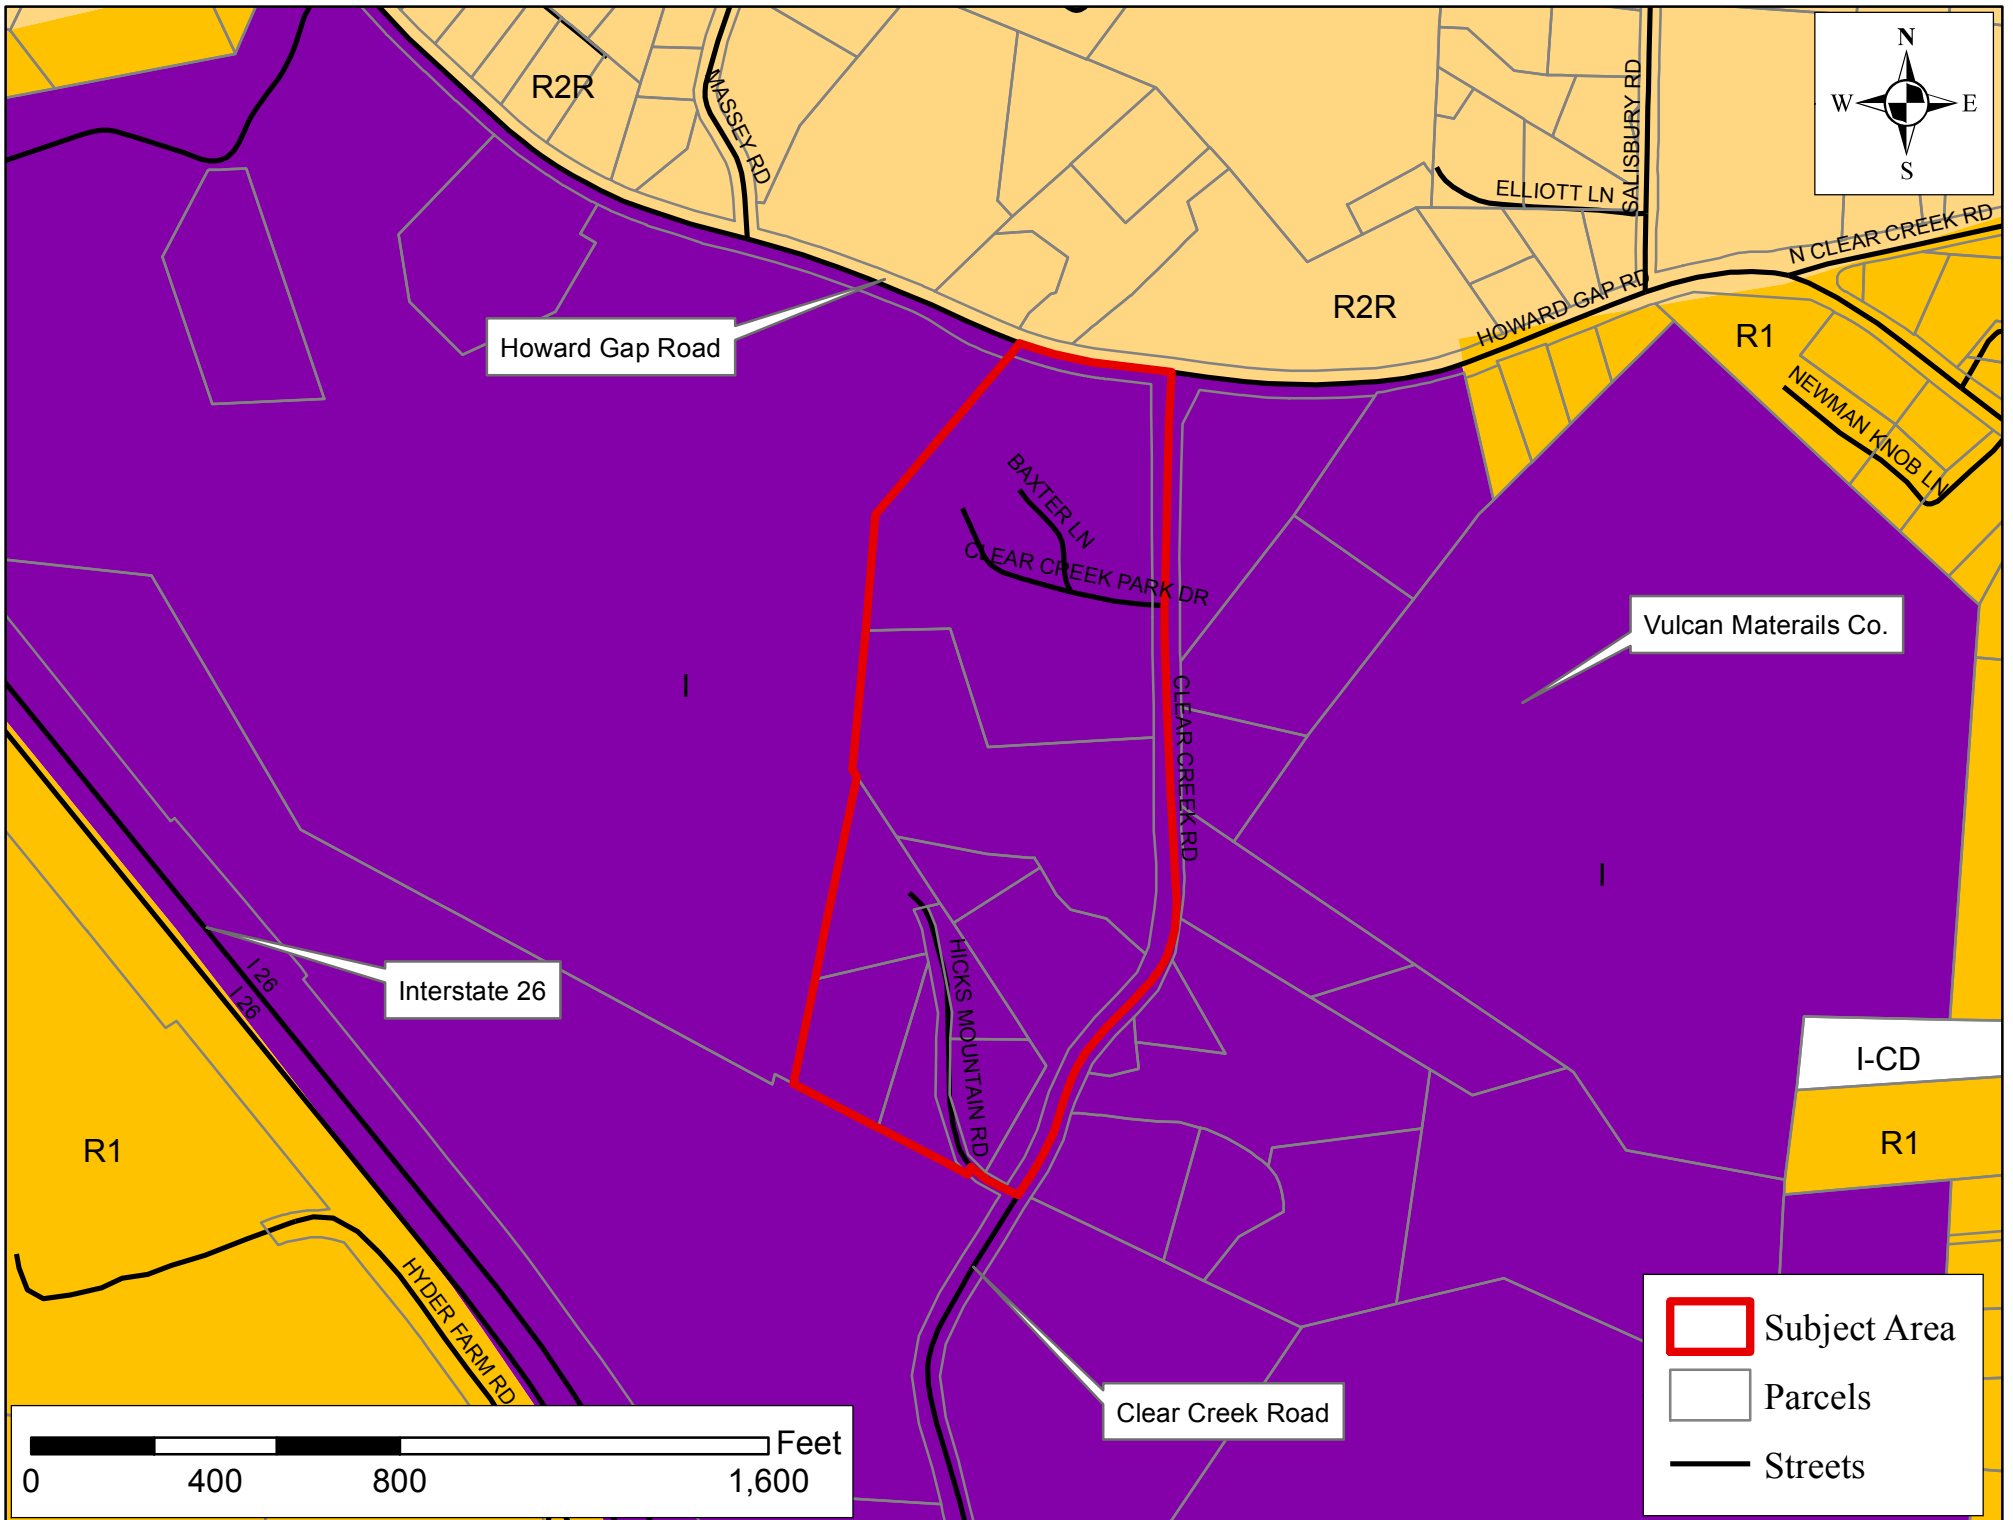 N
W E
S
R2R
MASSEY RD
SALISBURY RD
ELLIOTT LN
N CLEAR CREEK RD
HOWARD GAP RD
R2R
R1
Howard Gap Road
NEWMAN KNOB LN
BAXTER LN
CLEAR CREEK PARK DR
Vulcan Materails Co.
I
CLEAR CREEK RD
I
HICKS MOUNTAIN RD
I 26
I 26
Interstate 26
I-CD
R1
R1
HYDER FARM RD
Clear Creek Road
Subject Area
Parcels
Streets
Feet
0 400 800 1,600